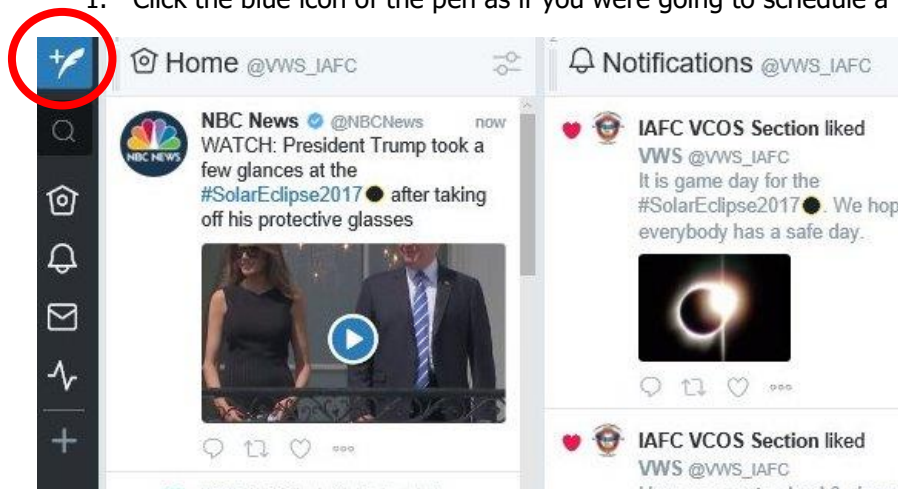 1. Click the blue icon of the pen as if you were going to schedule a
Home @VWS_IAFC
NBC News @NBCNews now
WATCH: President Trump took a
few glances at the
#SolarEclipse2017 after taking
off his protective glasses
NBC NEWS
Notifications @VWS_IAFC
IAFC VCOS Section liked
VWS @VWS_IAFC
It is game day for the
#SolarEclipse2017. We hop
everybody has a safe day.
IAFC VCOS Section liked
VWS @VWS_IAFC